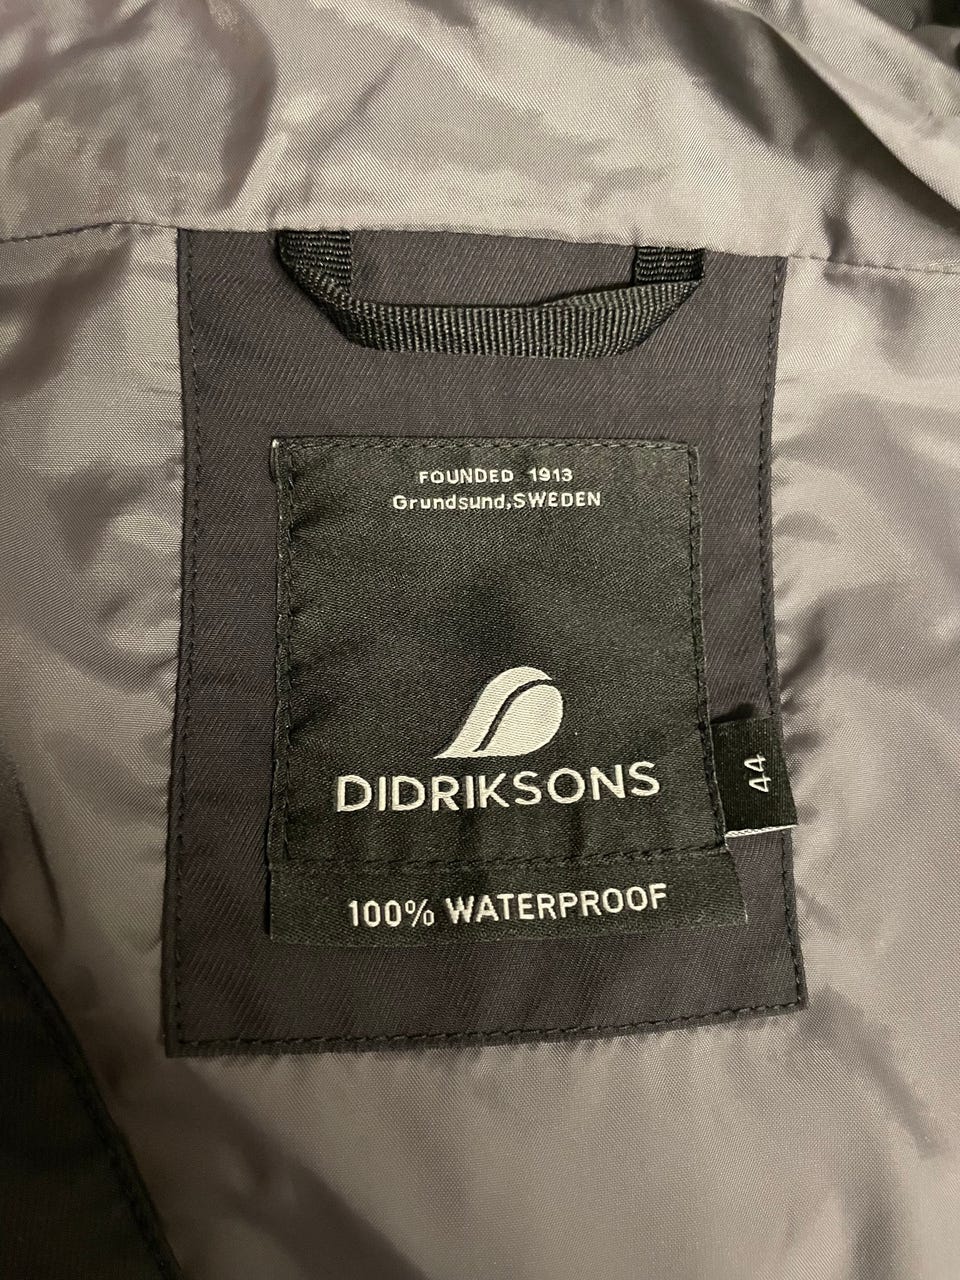 FOUNDED 1913
Grundsund,SWEDEN
DIDRIKSONS
44
100% WATERPROOF